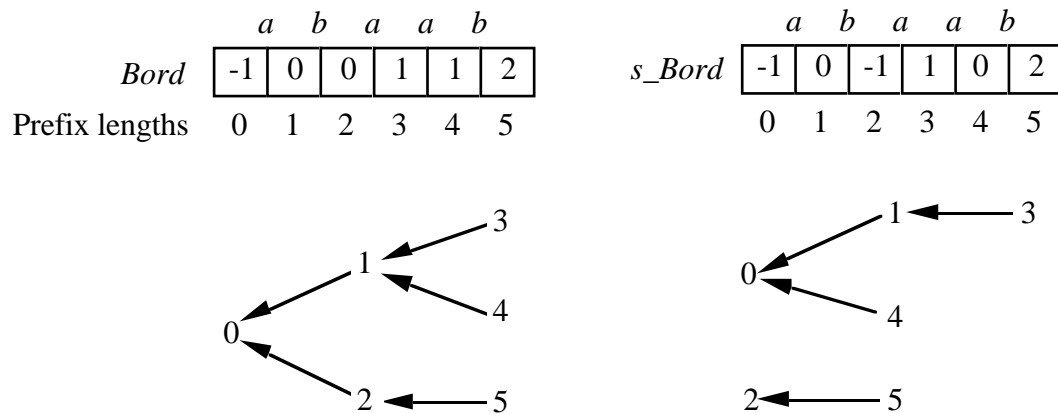 a b a a b
Bord -1 0 0 1 1 2
Prefix lengths 0 1 2 3 4 5
a b a a b
s_Bord -1 0 -1 1 0 2
0 1 2 3 4 5
3
1
4
0
2 5
1 3
0
4
2 5